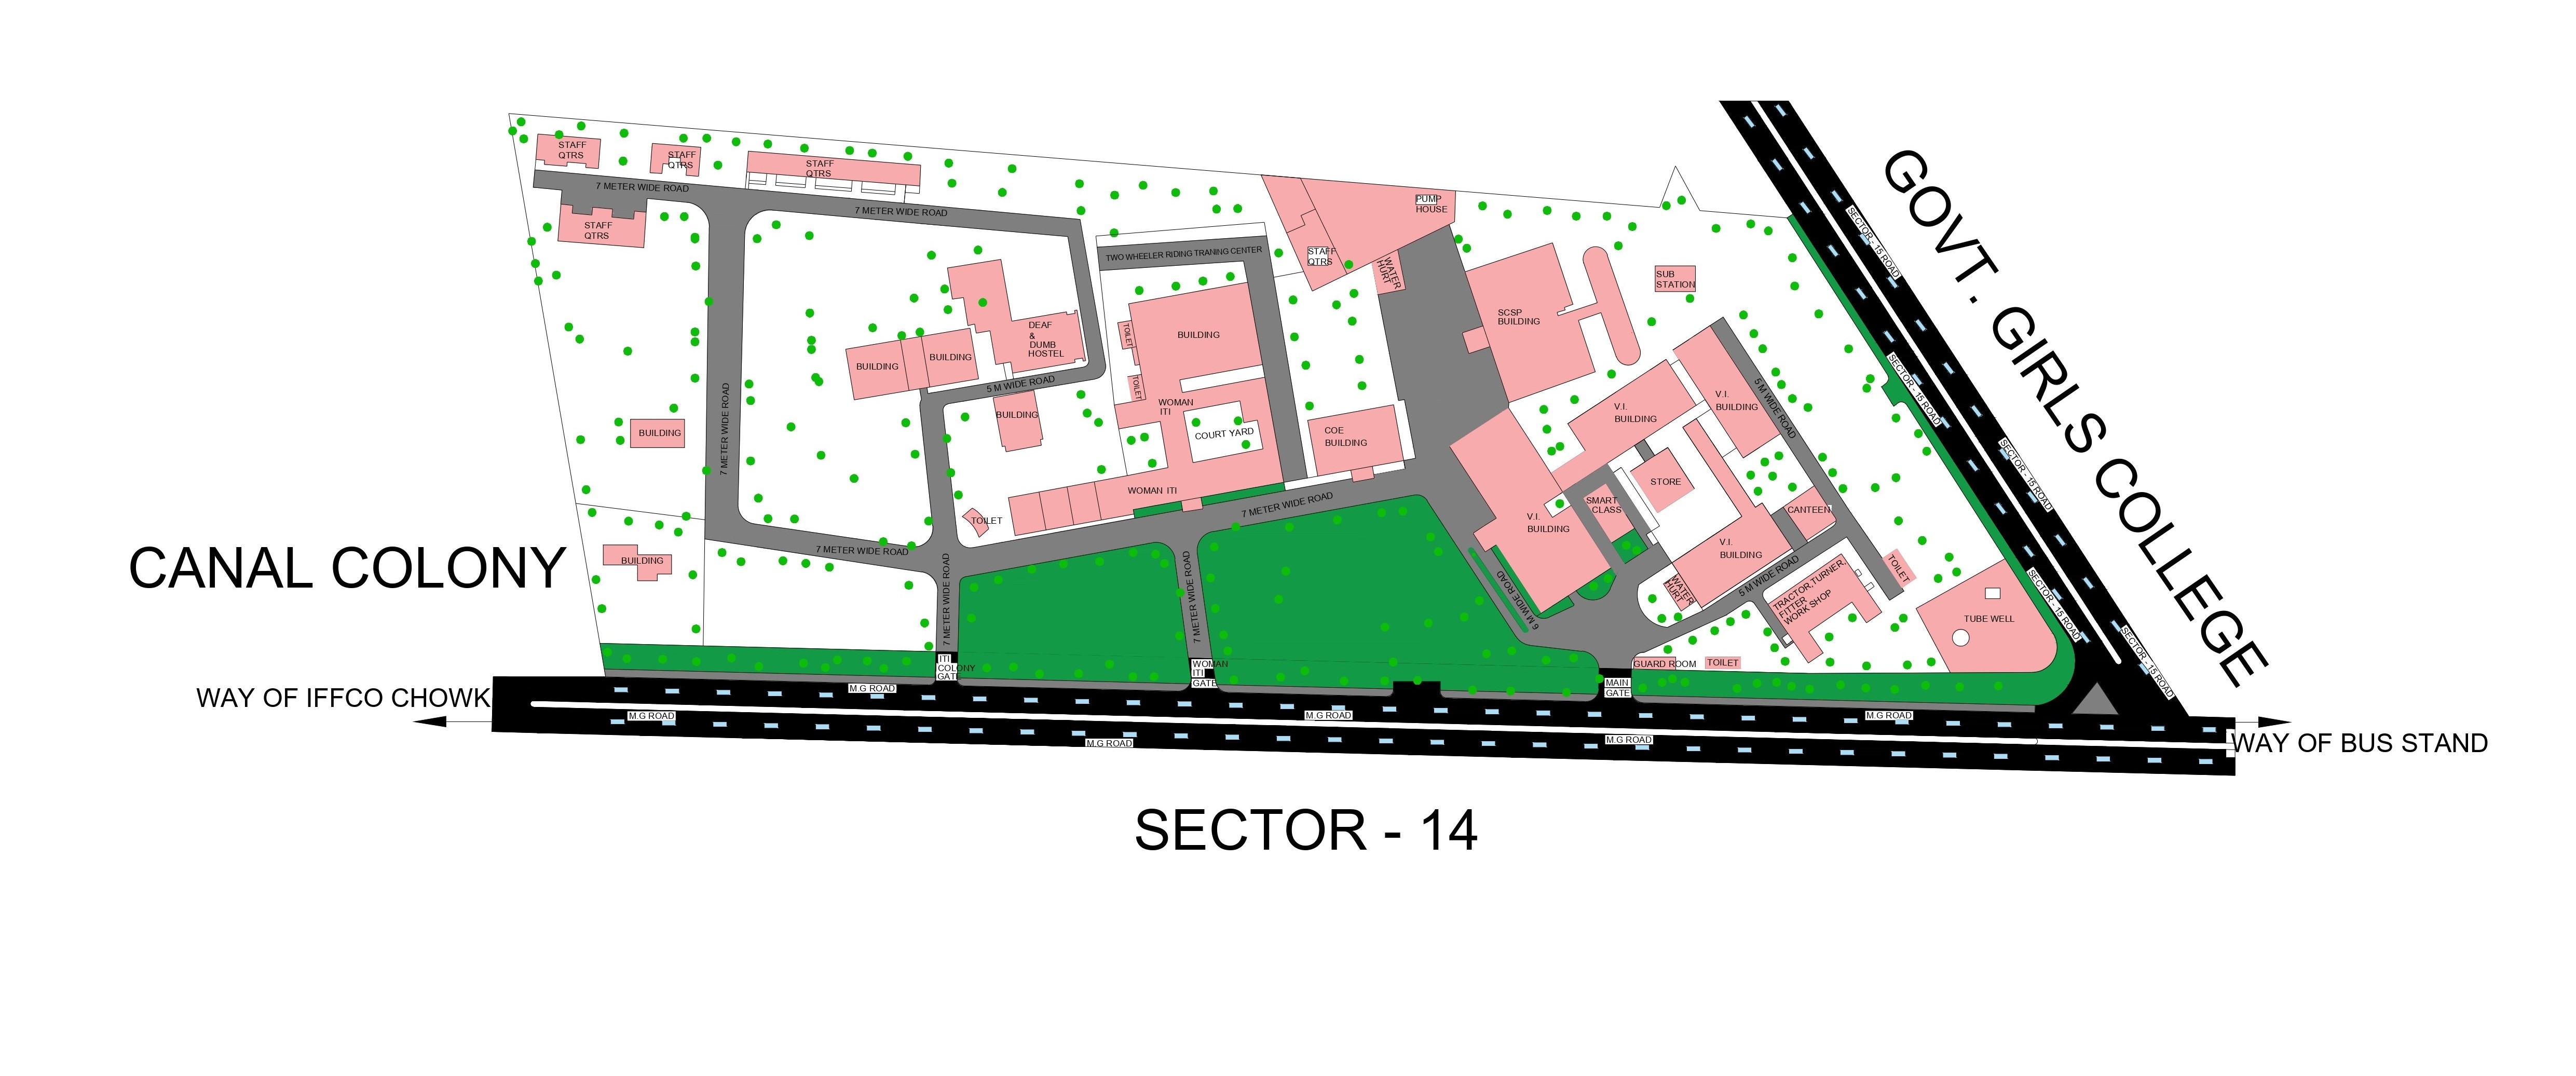 STAFF
QTRS
STAFF
QTRS
STAFF
QTRS
7 METER WIDE ROAD
7 METER WIDE ROAD
STAFF
QTRS
PUMP
HOUSE
TWO WHEELER RIDING TRANING CENTER
STAFF
QTRS
WATER
HURT
SUB
STATION
SCSP
BUILDING
GOVT. GIRLS COLLEGE
SECTOR - 15 ROAD
SECTOR - 15 ROAD
SECTOR - 15 ROAD
SECTOR - 15 ROAD
SECTOR - 15 ROAD
DEAF
&
DUMB
HOSTEL
BUILDING
BUILDING
5 M WIDE ROAD
BUILDING
TOILET
TOILET
BUILDING
WOMAN
ITI
COURT YARD
COE
BUILDING
V.I.
BUILDING
V.I.
BUILDING
5 M WIDE ROAD
7 METER WIDE ROAD
BUILDING
WOMAN ITI
7 METER WIDE ROAD
STORE
SMART
CLASS
V.I.
BUILDING
CANTEEN
V.I.
BUILDING
TOILET
TOILET
7 METER WIDE ROAD
BUILDING
CANAL COLONY
7 METER WIDE ROAD
7 METER WIDE ROAD
6 M WIDE ROAD
WATER
HURT
5 M WIDE ROAD
TRACTOR,TURNER,
FITTER
WORK SHOP
TUBE WELL
ITI
COLONY
GATE
WOMAN
ITI
GATE
MAIN
GATE
GUARD ROOM
TOILET
WAY OF IFFCO CHOWK
M.G ROAD
M.G ROAD
M.G ROAD
M.G ROAD
M.G ROAD
M.G ROAD
WAY OF BUS STAND
SECTOR - 14